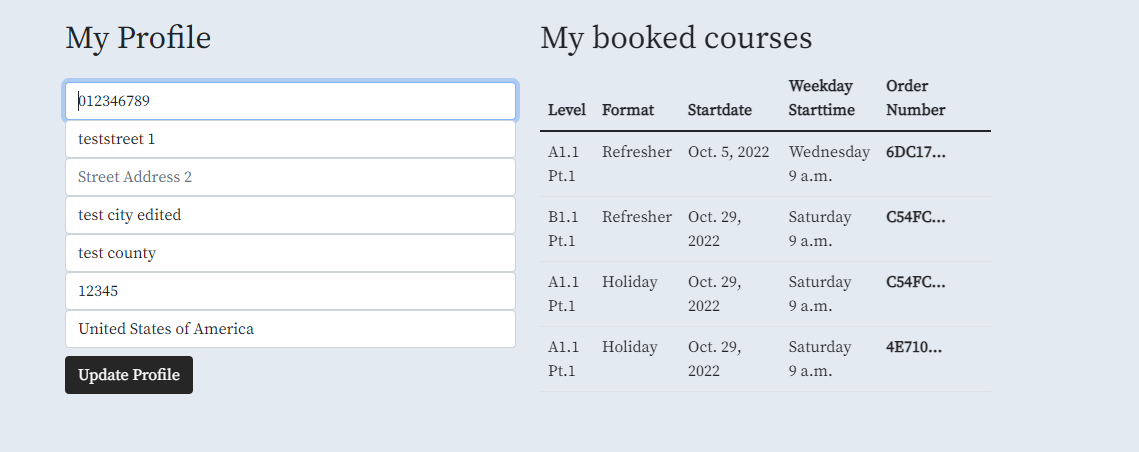 My Profile
012346789
teststreet 1
Street Address 2
test city edited
test county
12345
United States of America
Update Profile
My booked courses
Level Format Startdate Weekday Starttime Order Number
A1.1 Pt.1 Refresher Oct. 5, 2022 Wednesday 9 a.m. 6DC17...
B1.1 Pt.1 Refresher Oct. 29, 2022 Saturday 9 a.m. C54FC...
A1.1 Pt.1 Holiday Oct. 29, 2022 Saturday 9 a.m. C54FC...
A1.1 Pt.1 Holiday Oct. 29, 2022 Saturday 9 a.m. 4E710...